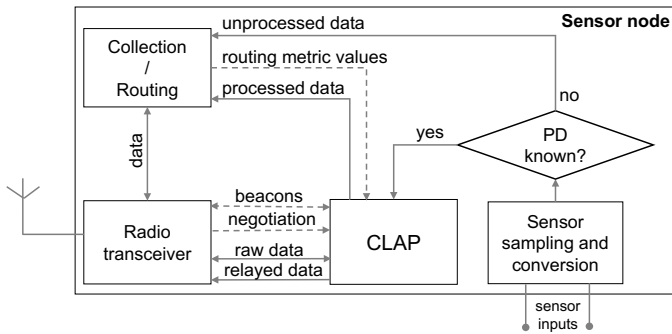 Sensor node
unprocessed data
Collection
/
Routing
routing metric values
processed data
no
yes
PD
known?
data
beacons
negotiation
Radio
transceiver
raw data
relayed data
CLAP
Sensor
sampling and
conversion
sensor
inputs